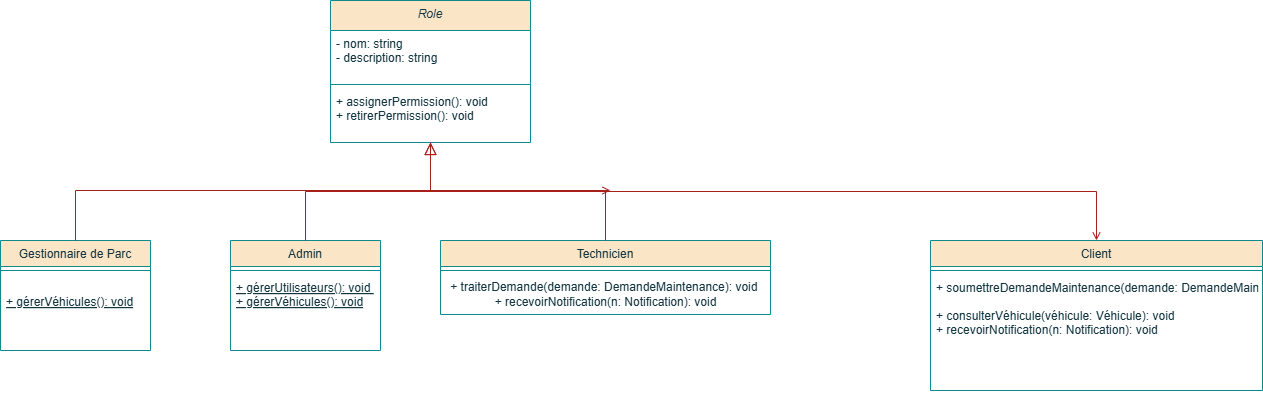 Role
- nom: string
- description: string
+ assignerPermission(): void
+ retirerPermission(): void
Gestionnaire de Parc
+ gérerVéhicules(): void
Admin
+ gérerUtilisateurs(): void
+ gérerVéhicules(): void
Technicien
+ traiterDemande(demande: DemandeMaintenance): void
+ recevoirNotification(n: Notification): void
Client
+ soumettreDemandeMaintenance(demande: DemandeMain
+ consulterVéhicule(véhicule: Véhicule): void
+ recevoirNotification(n: Notification): void